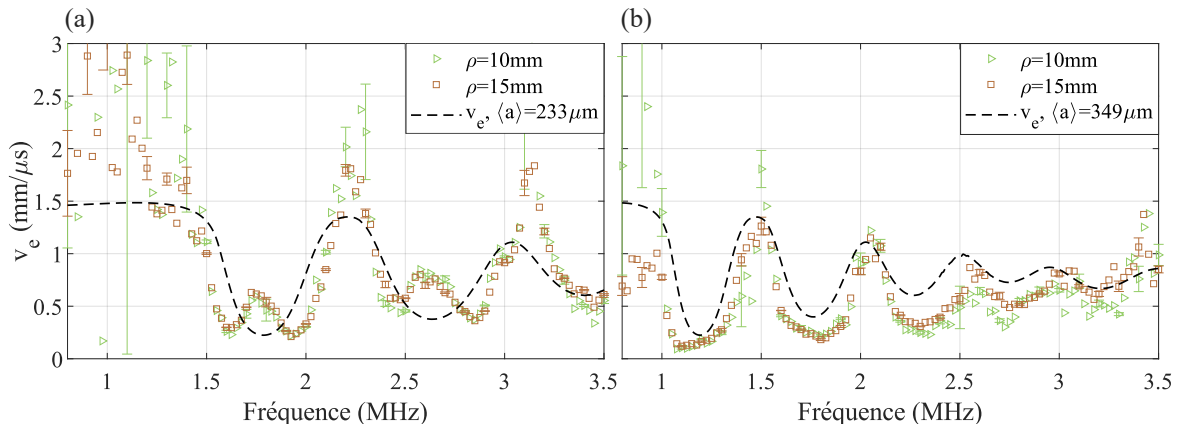 (a)
(b)
3
2.5
2
1.5
1
0.5
0
v_e (mm/μs)
ρ=10mm
ρ=15mm
v_e, ⟨a⟩=233μm
1
1.5
2
2.5
3
3.5
Fréquence (MHz)
ρ=10mm
ρ=15mm
v_e, ⟨a⟩=349μm
1
1.5
2
2.5
3
3.5
Fréquence (MHz)